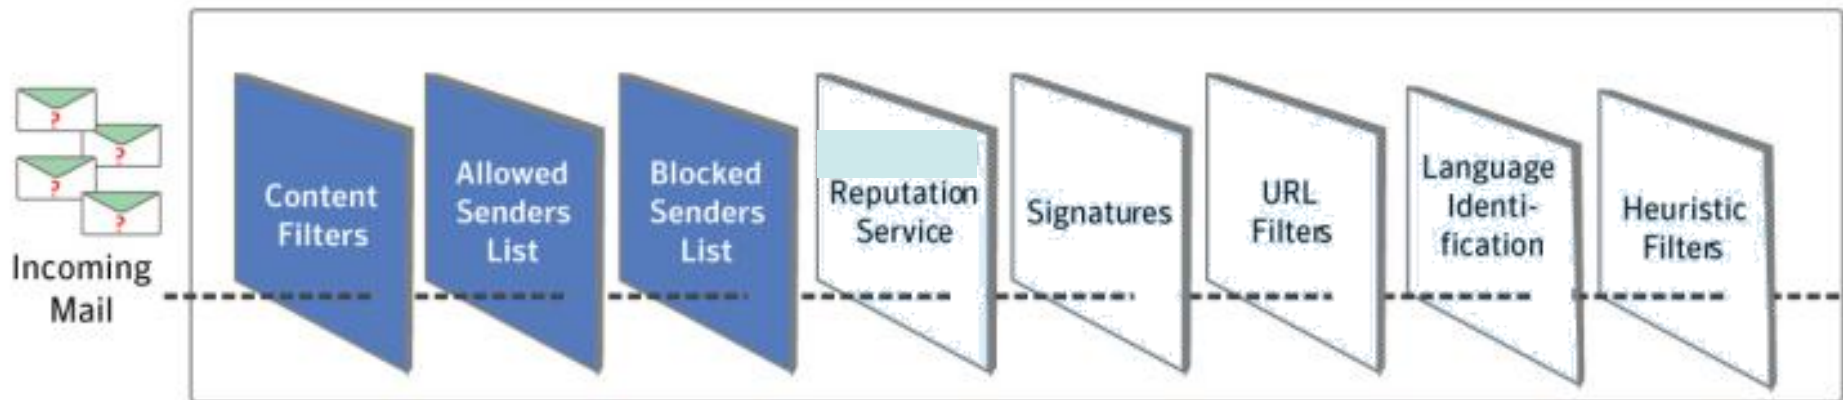 ?
?
?
?
Incoming
Mail
Content
Filters
Allowed
Senders
List
Blocked
Senders
List
Reputation
Service
Signatures
URL
Filters
Language
Identi-
fication
Heuristic
Filters